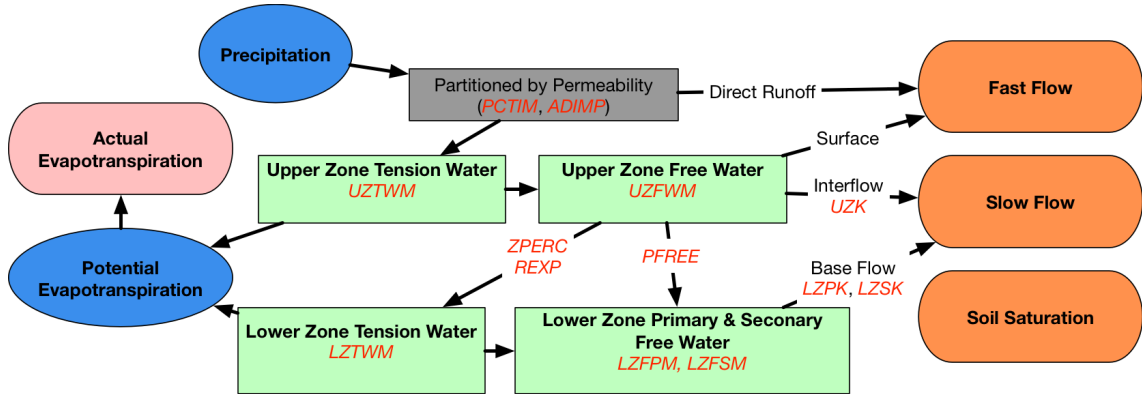 Precipitation
Partitioned by Permeability
(PCTIM, ADIMP)
Direct Runoff
Fast Flow
Actual
Evapotranspiration
Surface
Upper Zone Tension Water
UZTWM
Upper Zone Free Water
UZFWM
Interflow
UZK
Slow Flow
ZPERC
REXP
PFREE
Potential
Evapotranspiration
Base Flow
LZPK, LZSK
Lower Zone Tension Water
LZTWM
Lower Zone Primary & Seconary
Free Water
LZFPM, LZFSM
Soil Saturation